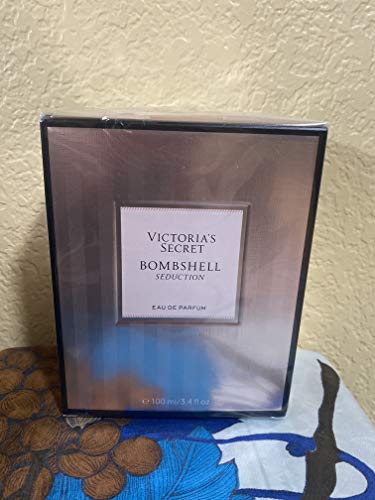 VICTORIA'S
SECRET
BOMBSHELL
SEDUCTION
EAU DE PARFUM
℮ 100 ml/3.4 fl oz